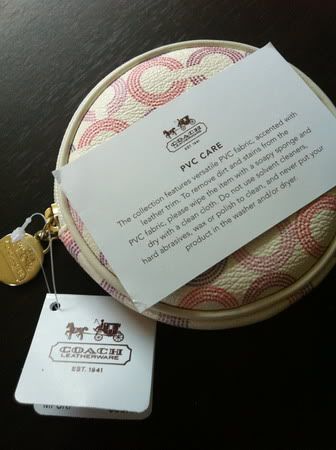 COACH
PVC CARE
The collection features versatile PVC fabric, accented with
leather trim. To remove dirt and stains from the
PVC fabric, please wipe the item with a soapy sponge and
dry with a clean cloth. Do not use solvent cleaners,
hard abrasives, wax or polish to clean, and never put your
product in the washer and/or dryer.
COACH
LEATHERWARE
EST. 1941